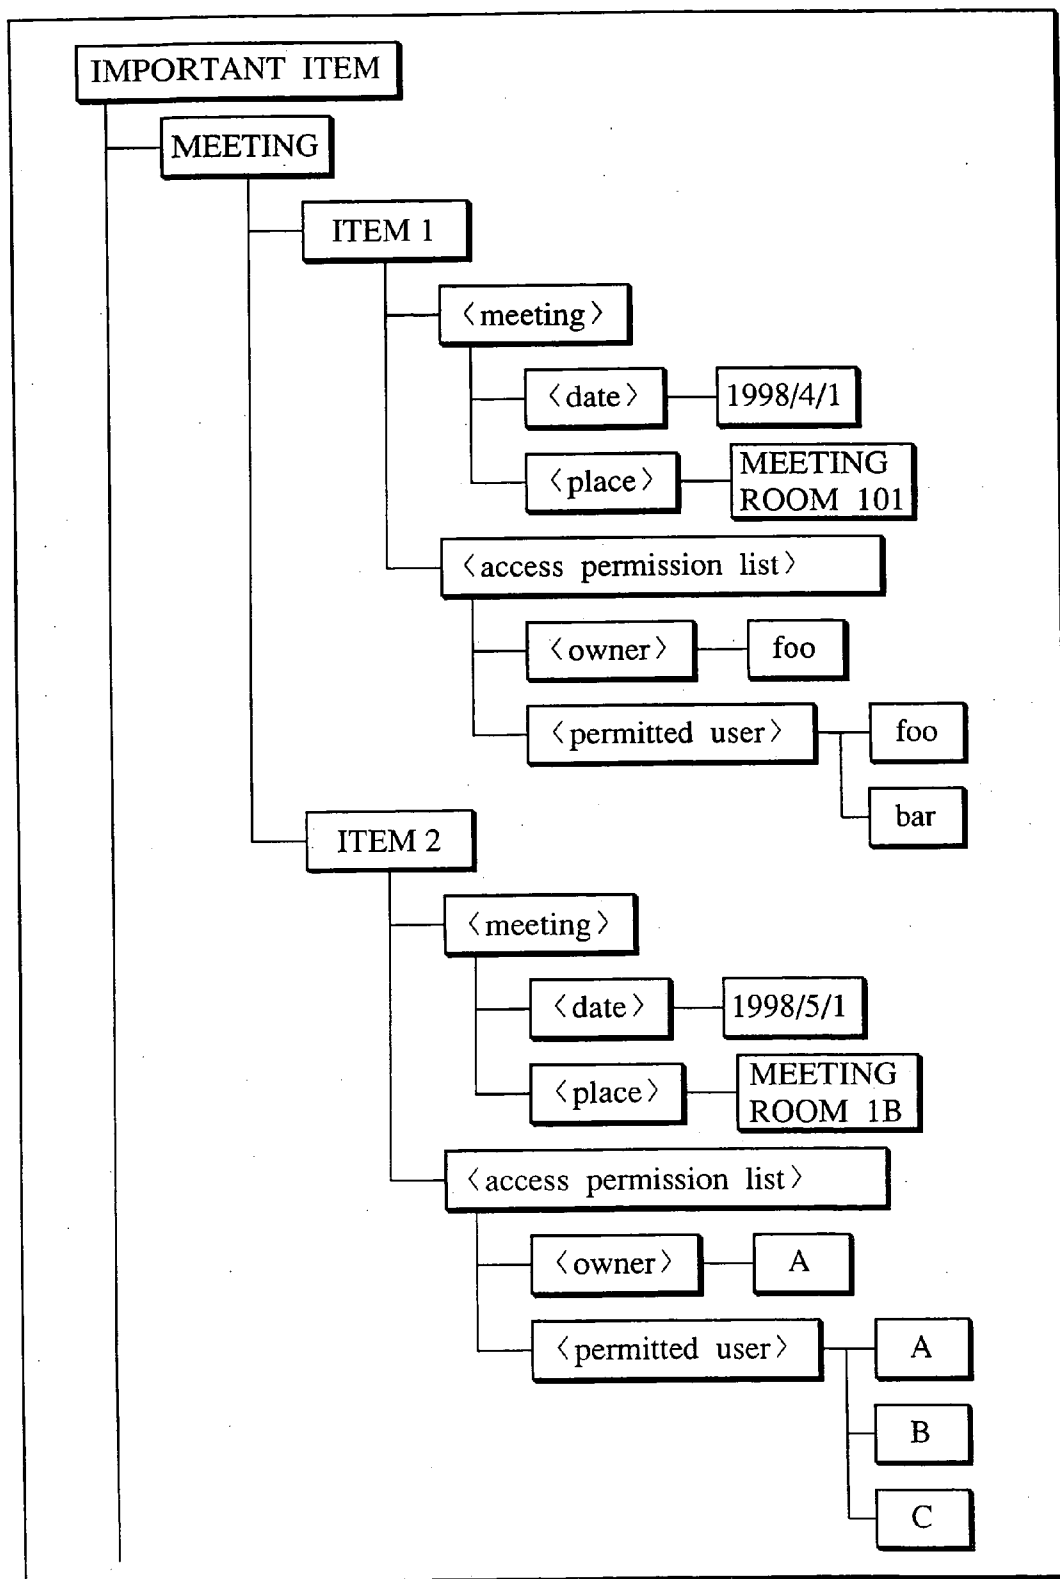 IMPORTANT ITEM
MEETING
ITEM 1
〈meeting〉
〈date〉
1998/4/1
〈place〉
MEETING
ROOM 101
〈access permission list〉
〈owner〉
foo
〈permitted user〉
foo
bar
ITEM 2
〈meeting〉
〈date〉
1998/5/1
〈place〉
MEETING
ROOM 1B
〈access permission list〉
〈owner〉
A
〈permitted user〉
A
B
C